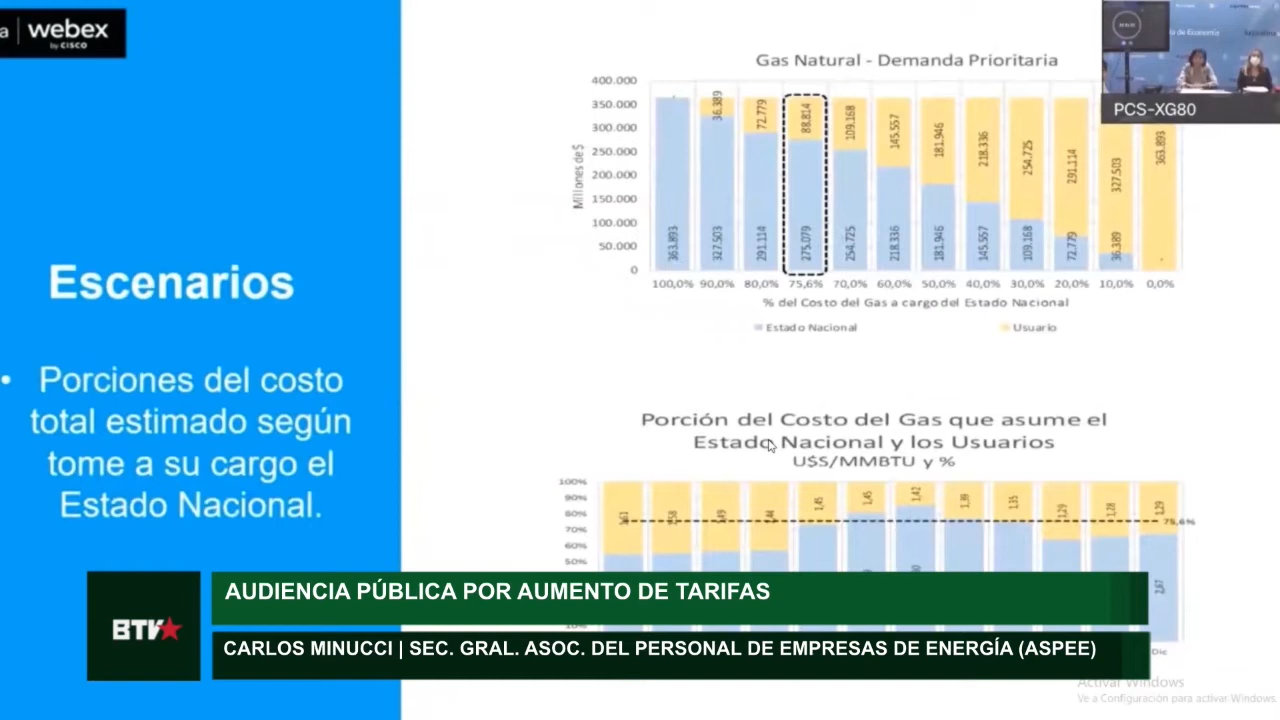 a | webex
by CISCO
Escenarios
• Porciones del costo
total estimado según
tome a su cargo el
Estado Nacional.
Gas Natural - Demanda Prioritaria
Millones de $
400.000
350.000
300.000
250.000
200.000
150.000
100.000
50.000
0
36.389 72.779 88.814 109.168 145.557 181.946 218.336 254.725 291.114 327.503 363.893
363.893 327.503 291.114 275.079 254.725 218.336 181.946 145.557 109.168 72.779 36.389 -
100,0% 90,0% 80,0% 75,6% 70,0% 60,0% 50,0% 40,0% 30,0% 20,0% 10,0% 0,0%
% del Costo del Gas a cargo del Estado Nacional
Estado Nacional Usuario
PCS-XG80
Porción del Costo del Gas que asume el
Estado Nacional y los Usuarios
U$S/MMBTU y %
100%
90%
80%
70%
60%
50%
1,45 1,45 1,42 1,39 1,35 1,29 1,28 1,29
75,6%
2,67
Dic
BTV
AUDIENCIA PÚBLICA POR AUMENTO DE TARIFAS
CARLOS MINUCCI | SEC. GRAL. ASOC. DEL PERSONAL DE EMPRESAS DE ENERGÍA (ASPEE)
Activar Windows
Ve a Configuración para activar Windows.